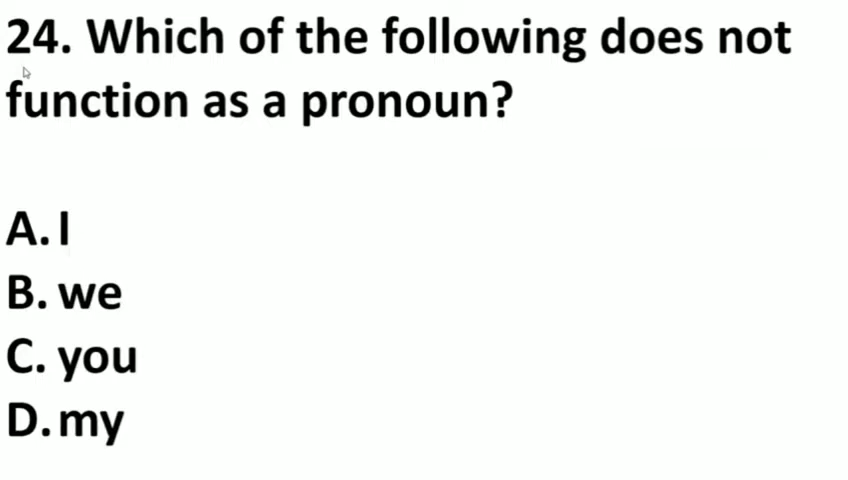 24. Which of the following does not
function as a pronoun?
A. I
B. we
C. you
D. my